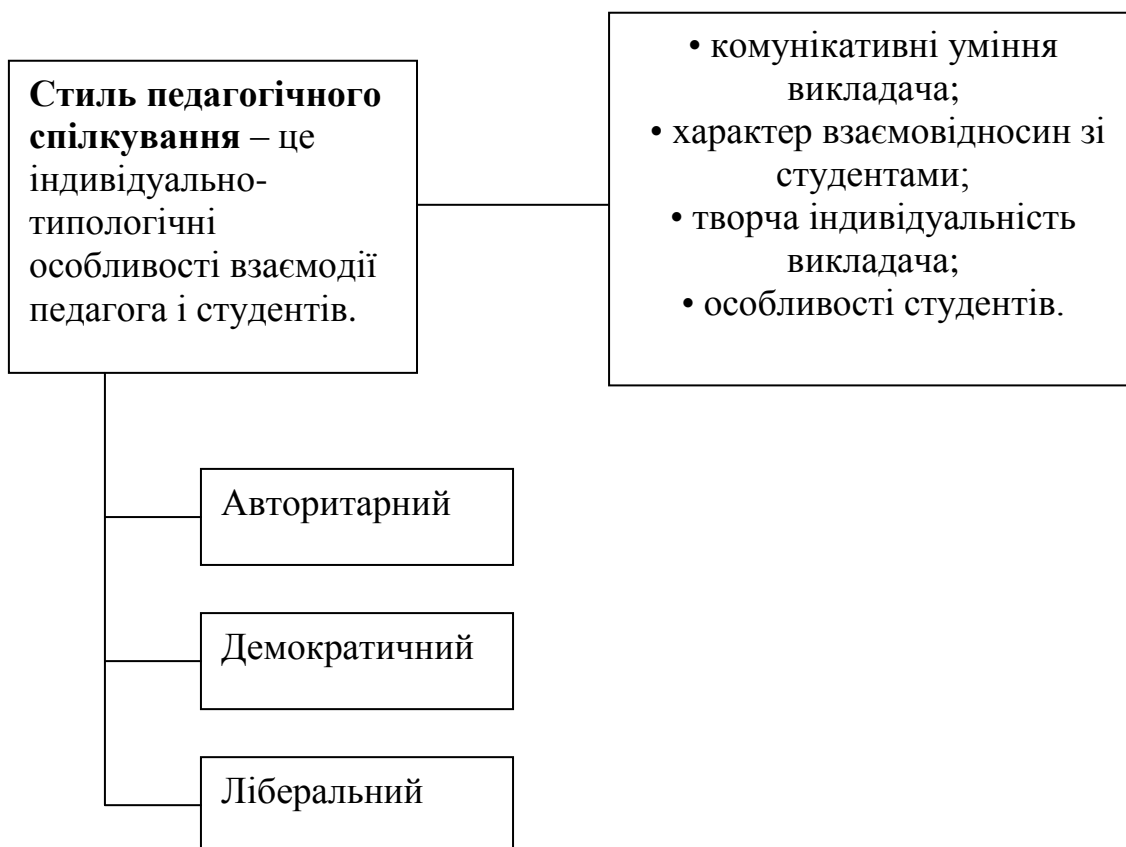 Стиль педагогічного
спілкування – це
індивідуально-
типологічні
особливості взаємодії
педагога і студентів.
• комунікативні уміння
викладача;
• характер взаємовідносин зі
студентами;
• творча індивідуальність
викладача;
• особливості студентів.
Авторитарний
Демократичний
Ліберальний